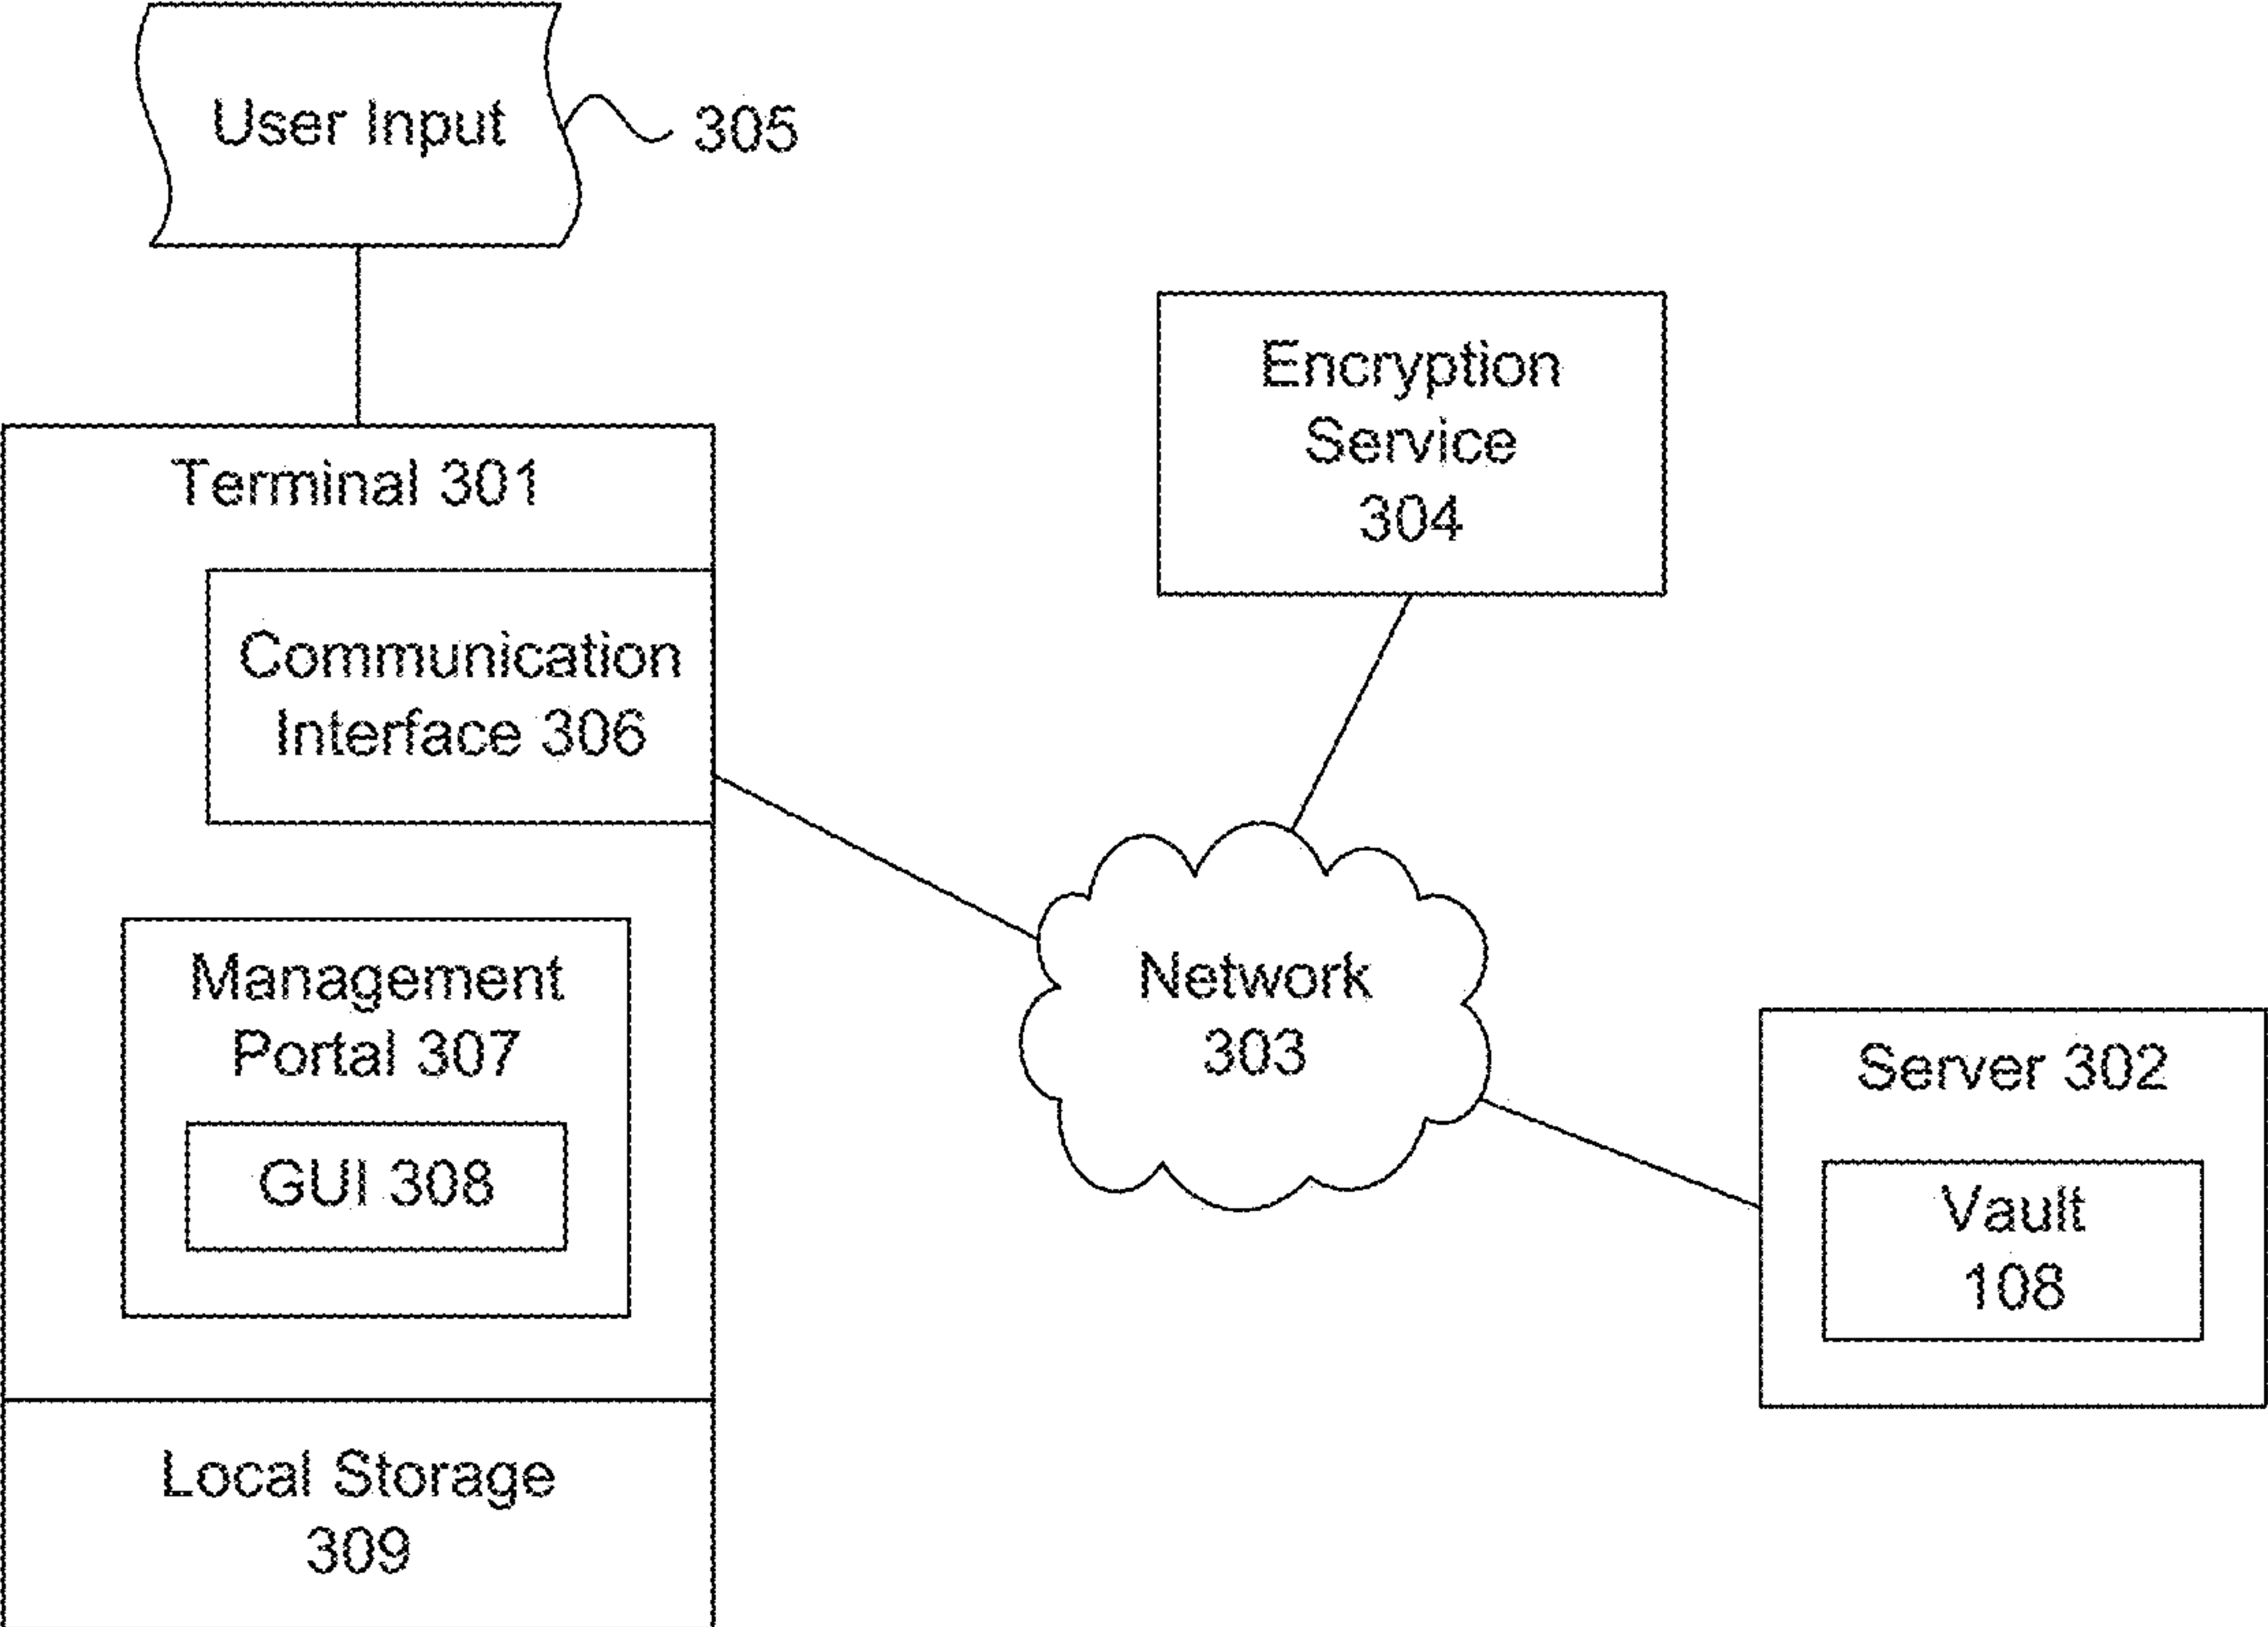 User Input
305
Terminal 301
Communication
Interface 306
Management
Portal 307
GUI 308
Local Storage
309
Encryption
Service
304
Network
303
Server 302
Vault
108